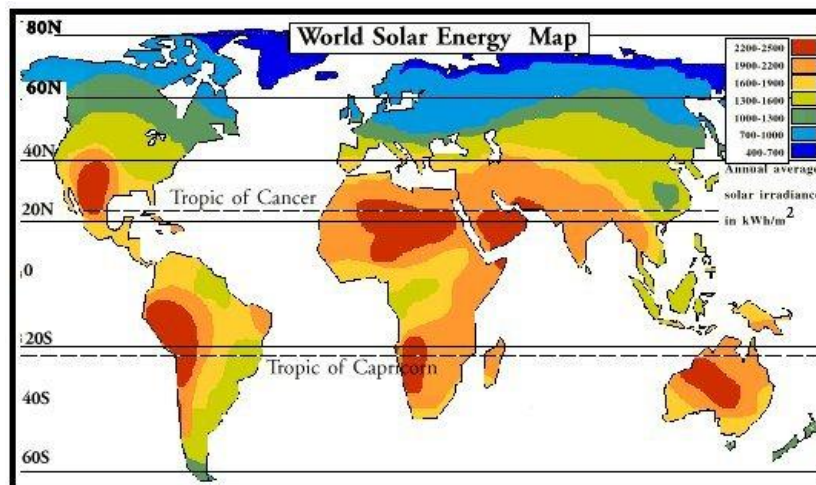 80N
World Solar Energy Map
2200-2500
1900-2200
1600-1900
1300-1600
1000-1300
700-1000
400-700
60N
40N
Annual average
solar irradiance
in kWh/m2
Tropic of Cancer
20N
0
20S
Tropic of Capricorn
40S
60S